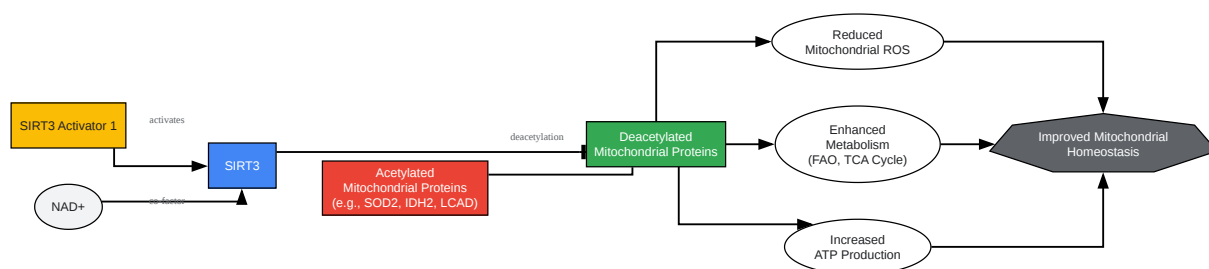 SIRT3 Activator 1
activates
NAD+
co-factor
SIRT3
Acetylated
Mitochondrial Proteins
(e.g., SOD2, IDH2, LCAD)
deacetylation
Deacetylated
Mitochondrial Proteins
Reduced
Mitochondrial ROS
Enhanced
Metabolism
(FAO, TCA Cycle)
Increased
ATP Production
Improved Mitochondrial
Homeostasis